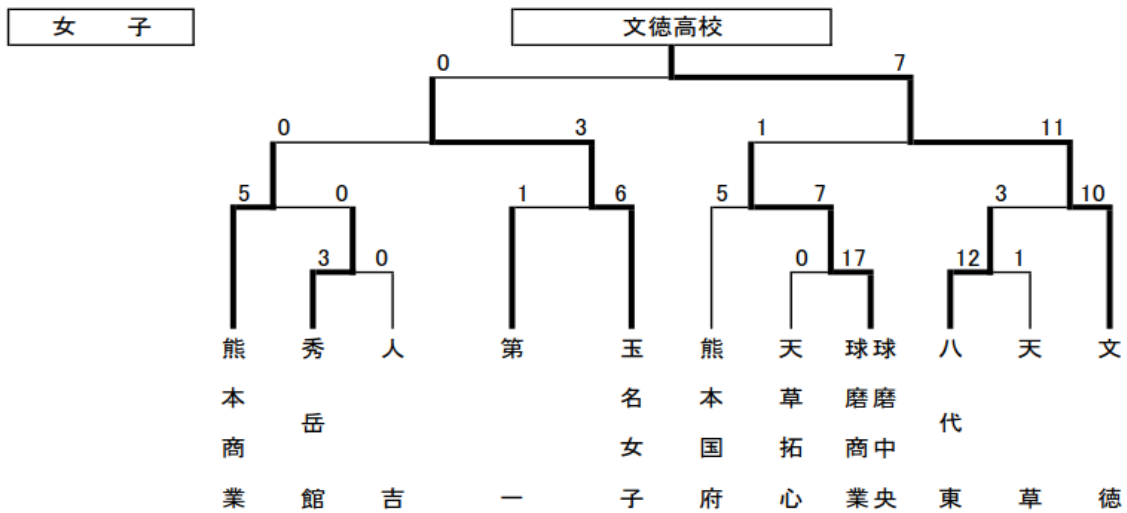 女 子
文徳高校
0 7
0 3 1 11
5 0 1 6 5 7 3 10
3 0 0 17 12 1
熊本商業
秀岳館
人吉
第一
玉名女子
熊本国府
天草拓心
球磨商業
球磨中央
八代東
天草
文徳